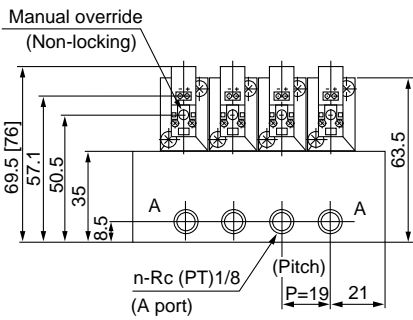 Manual override
(Non-locking)
69.5 [76]
57.1
50.5
35
8.5
63.5
A
A
n-Rc (PT)1/8
(A port)
(Pitch)
P=19
21